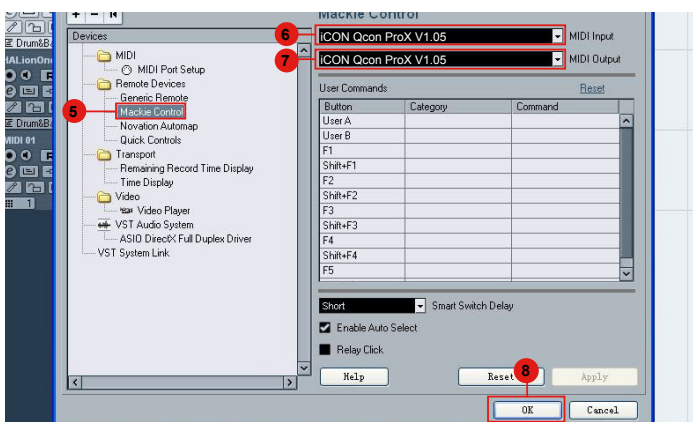 + - |◀
Mackie Control
Devices
MIDI
MIDI Port Setup
Remote Devices
Generic Remote
Mackie Control
Novation Automap
Quick Controls
Transport
Remaining Record Time Display
Time Display
Video
Video Player
VST Audio System
ASIO DirectX Full Duplex Driver
VST System Link
5
6
iCON Qcon ProX V1.05
MIDI Input
7
iCON Qcon ProX V1.05
MIDI Output
User Commands
Reset
Button Category Command
User A
User B
F1
Shift+F1
F2
Shift+F2
F3
Shift+F3
F4
Shift+F4
F5
Short
Smart Switch Delay
Enable Auto Select
Relay Click
Help
Reset
8
Apply
OK
Cancel
Drum&Ba
HALionOne
Drum&Ba
MIDI 01
1